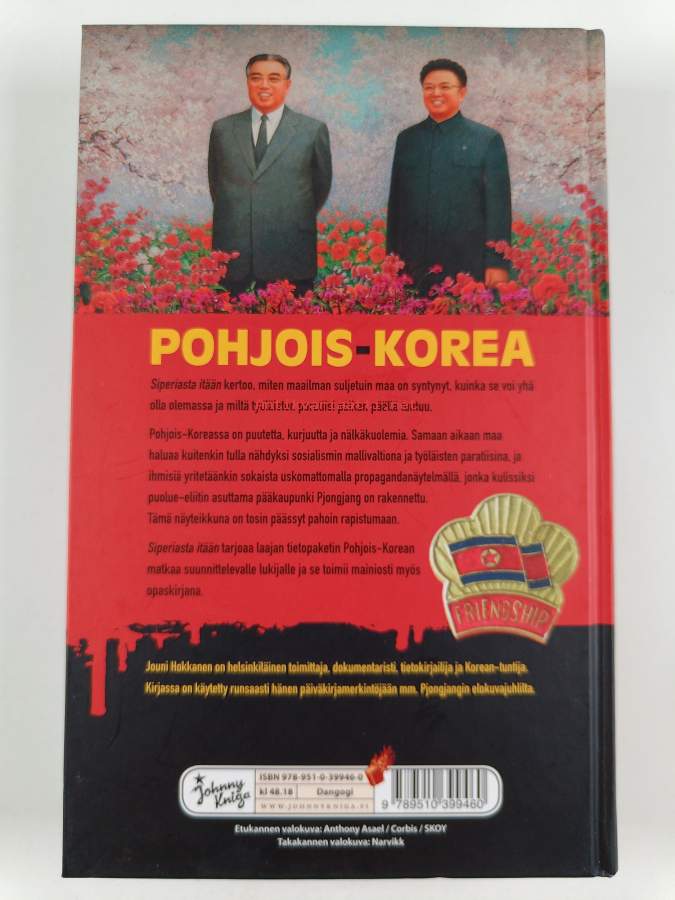 POHJOIS-KOREA
Siperiasta itään kertoo, miten maailman suljetuin maa on syntynyt, kuinka se voi yhä
olla olemassa ja miltä
Pohjois-Koreassa on puutetta, kurjuutta ja nälkäkuolemia. Samaan aikaan maa
haluaa kuitenkin tulla nähdyksi sosialismin mallivaltiona ja työläisten paratiisina, ja
ihmisiä yritetäänkin sokaista uskomattomalla propagandanäytelmällä, jonka kulissiksi
puolue-eliitin asuttama pääkaupunki Pjongjang on rakennettu.
Tämä näyteikkuna on tosin päässyt pahoin rapistumaan.
Siperiasta itään tarjoaa laajan tietopaketin Pohjois-Korean
matkaa suunnittelevalle lukijalle ja se toimii mainiosti myös
opaskirjana.
FRIENDSHIP
Jouni Hokkanen on helsinkiläinen toimittaja, dokumentaristi, tietokirjailija ja Korean-tuntija.
Kirjassa on käytetty runsaasti hänen päiväkirjamerkintöjään mm. Pjongjangin elokuvajuhlilta.
Johnny
Kniga
ISBN 978-951-0-39946-0
kl 48.18
Dangogi
WWW.JOHNNYKNIGA.FI
9 789510 399460
Etukannen valokuva: Anthony Asael / Corbis / SKOY
Takakannen valokuva: Narvikk